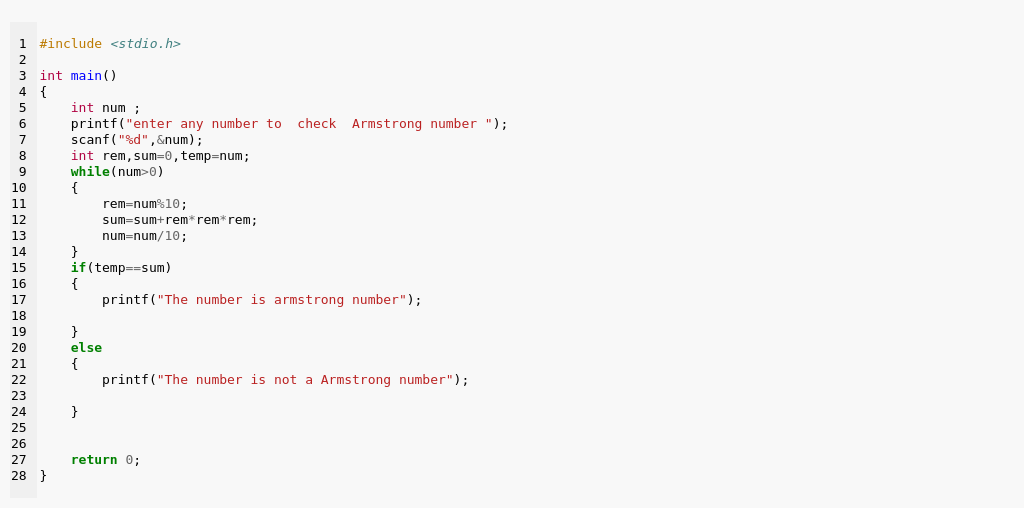 1 #include <stdio.h>
2
3 int main()
4 {
5     int num ;
6     printf("enter any number to  check  Armstrong number ");
7     scanf("%d",&num);
8     int rem,sum=0,temp=num;
9     while(num>0)
10     {
11         rem=num%10;
12         sum=sum+rem*rem*rem;
13         num=num/10;
14     }
15     if(temp==sum)
16     {
17         printf("The number is armstrong number");
18
19     }
20     else
21     {
22         printf("The number is not a Armstrong number");
23
24     }
25
26
27     return 0;
28 }